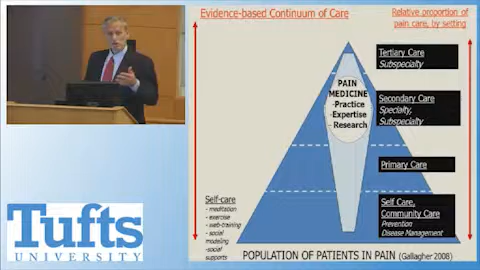 Evidence-based Continuum of Care
Relative proportion of
pain care, by setting
Tertiary Care
Subspecialty
PAIN
MEDICINE
-Practice
-Expertise
- Research
Secondary Care
Specialty,
Subspecialty
Primary Care
Self-care
- meditation
- exercise
- web-training
- social
modeling
-social
supports
Self Care,
Community Care
Prevention
Disease Management
POPULATION OF PATIENTS IN PAIN (Gallagher 2008)
Tufts
UNIVERSITY